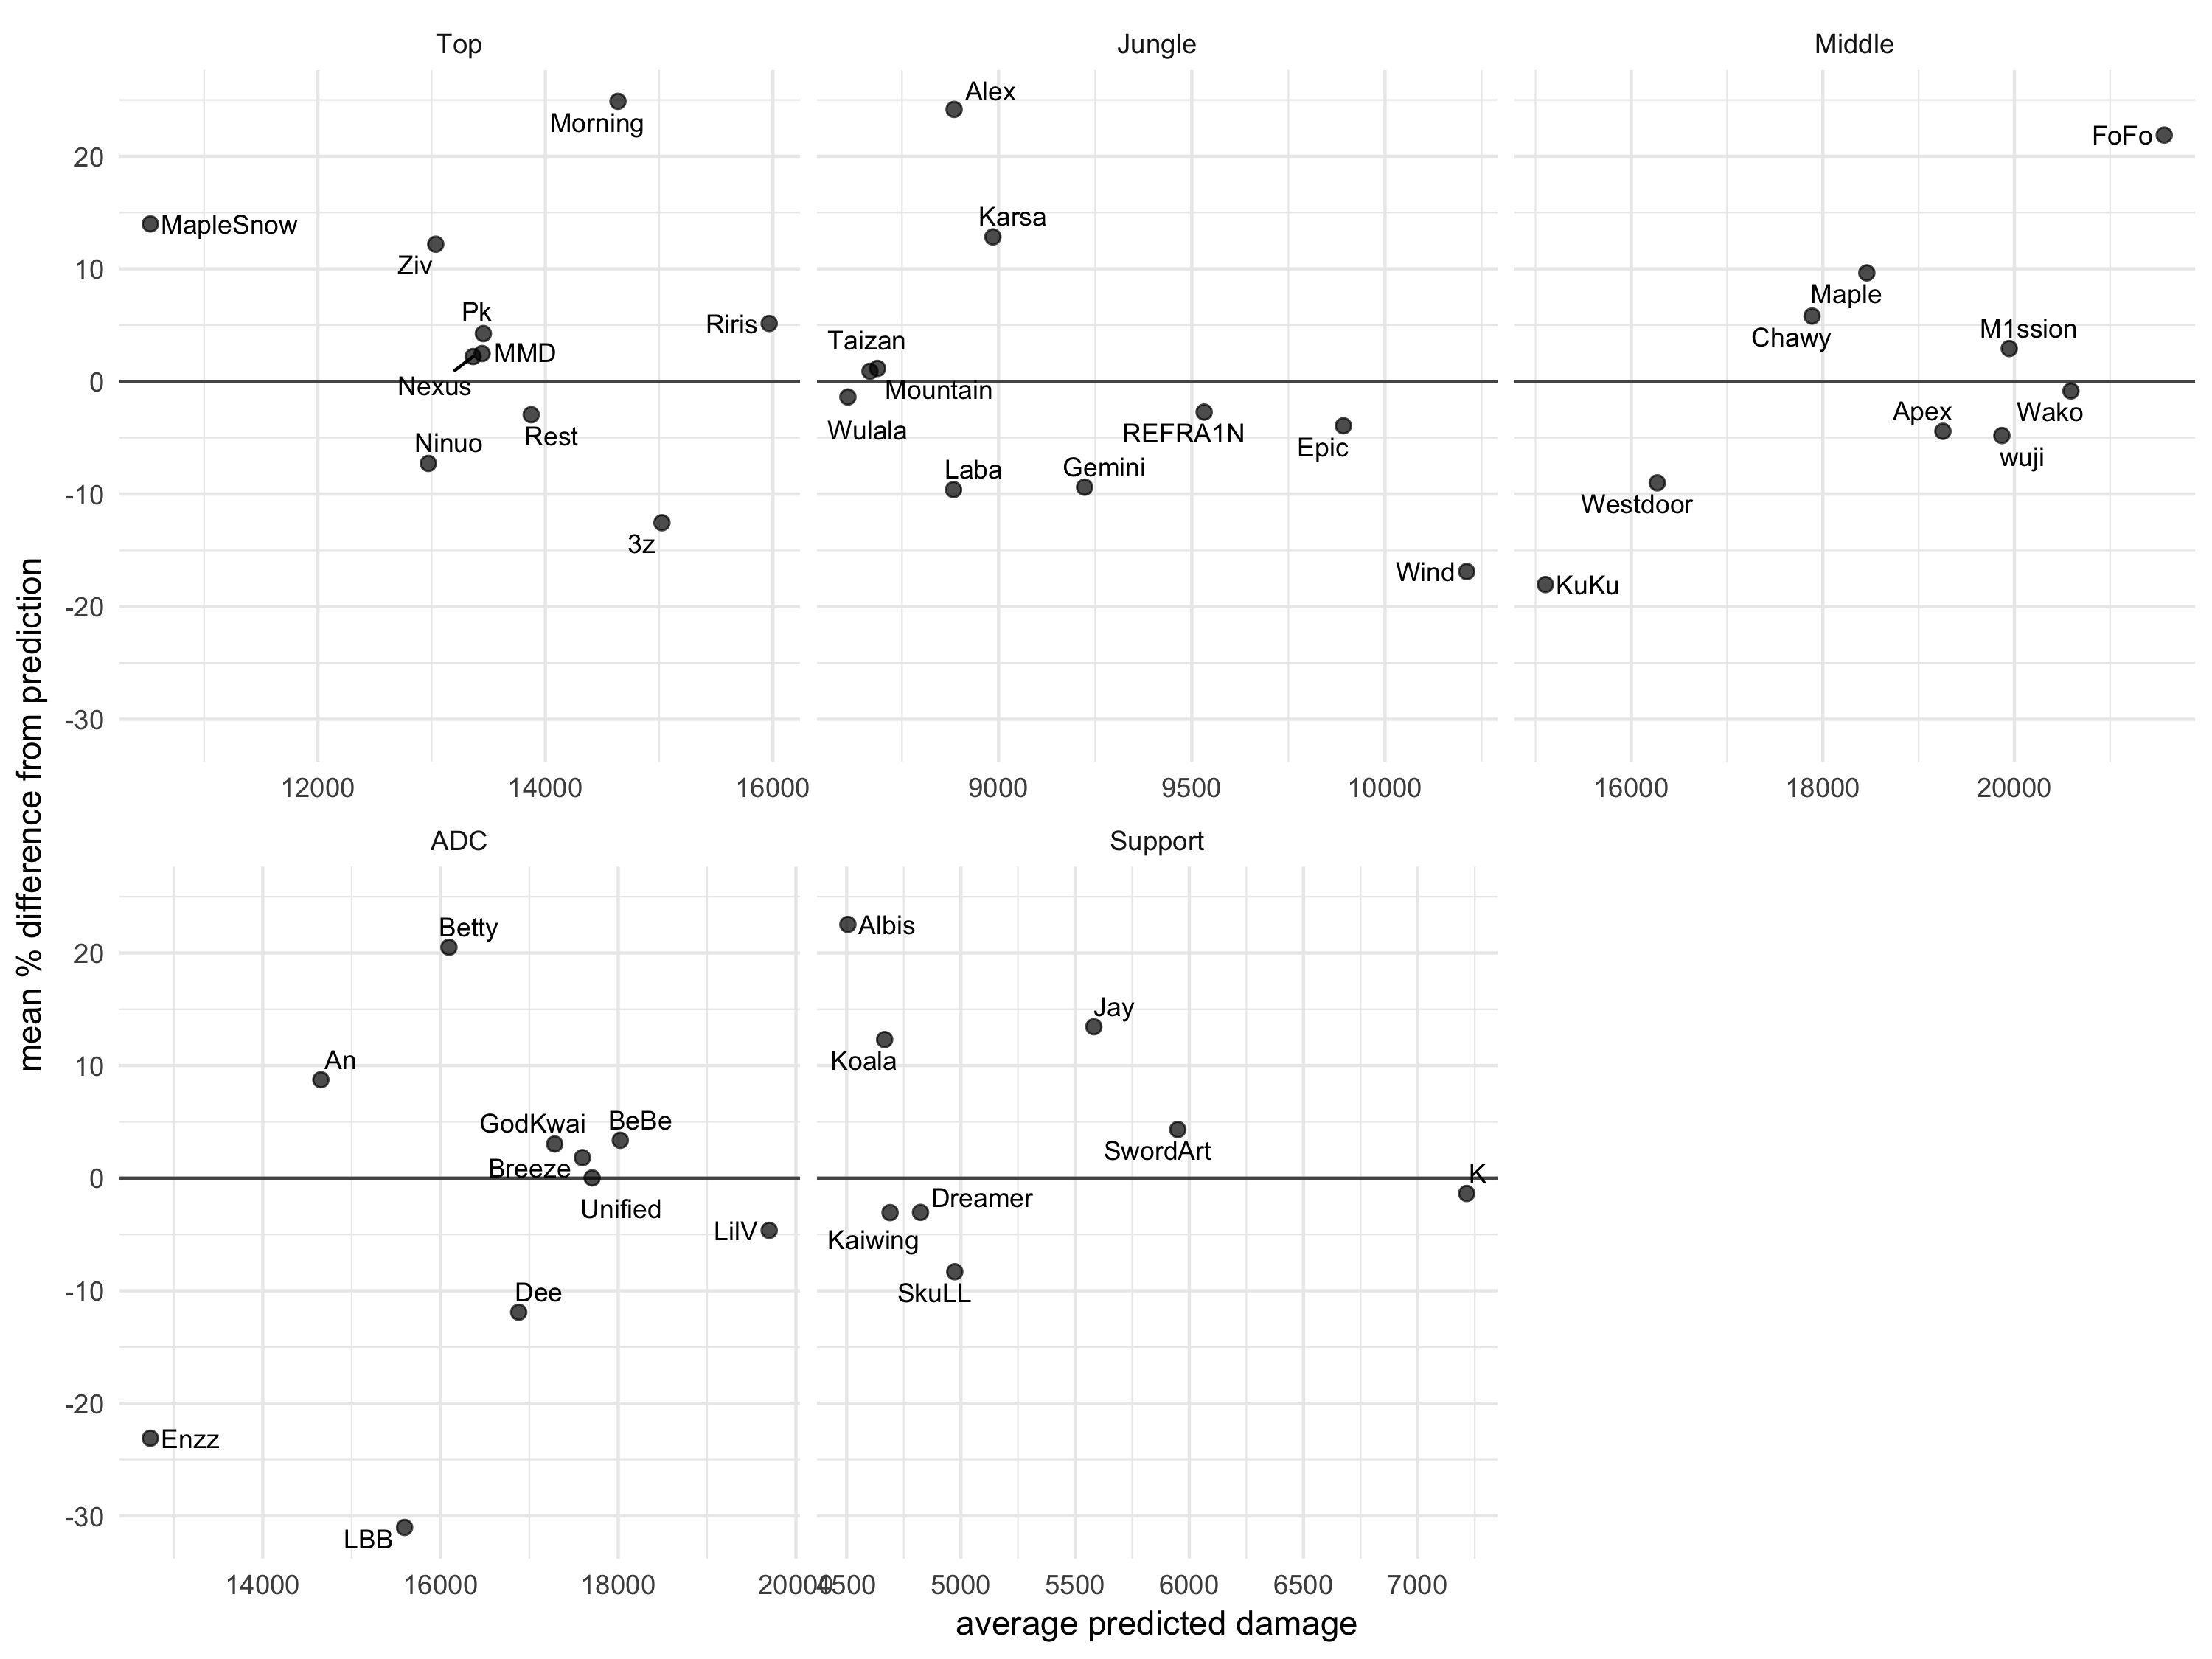 Top
Jungle
Middle
mean % difference from prediction
20
10
0
-10
-20
-30
Morning
MapleSnow
Ziv
Pk
Riris
MMD
Nexus
Rest
Ninuo
3z
12000
14000
16000
Alex
Karsa
Taizan
Mountain
Wulala
REFRA1N
Epic
Laba
Gemini
Wind
9000
9500
10000
FoFo
Maple
Chawy
M1ssion
Wako
Apex
wuji
Westdoor
KuKu
16000
18000
20000
ADC
Support
20
10
0
-10
-20
-30
Betty
An
GodKwai
BeBe
Breeze
Unified
LilV
Dee
Enzz
LBB
14000
16000
18000
20000
Albis
Jay
Koala
SwordArt
K
Dreamer
Kaiwing
SkuLL
4500
5000
5500
6000
6500
7000
average predicted damage